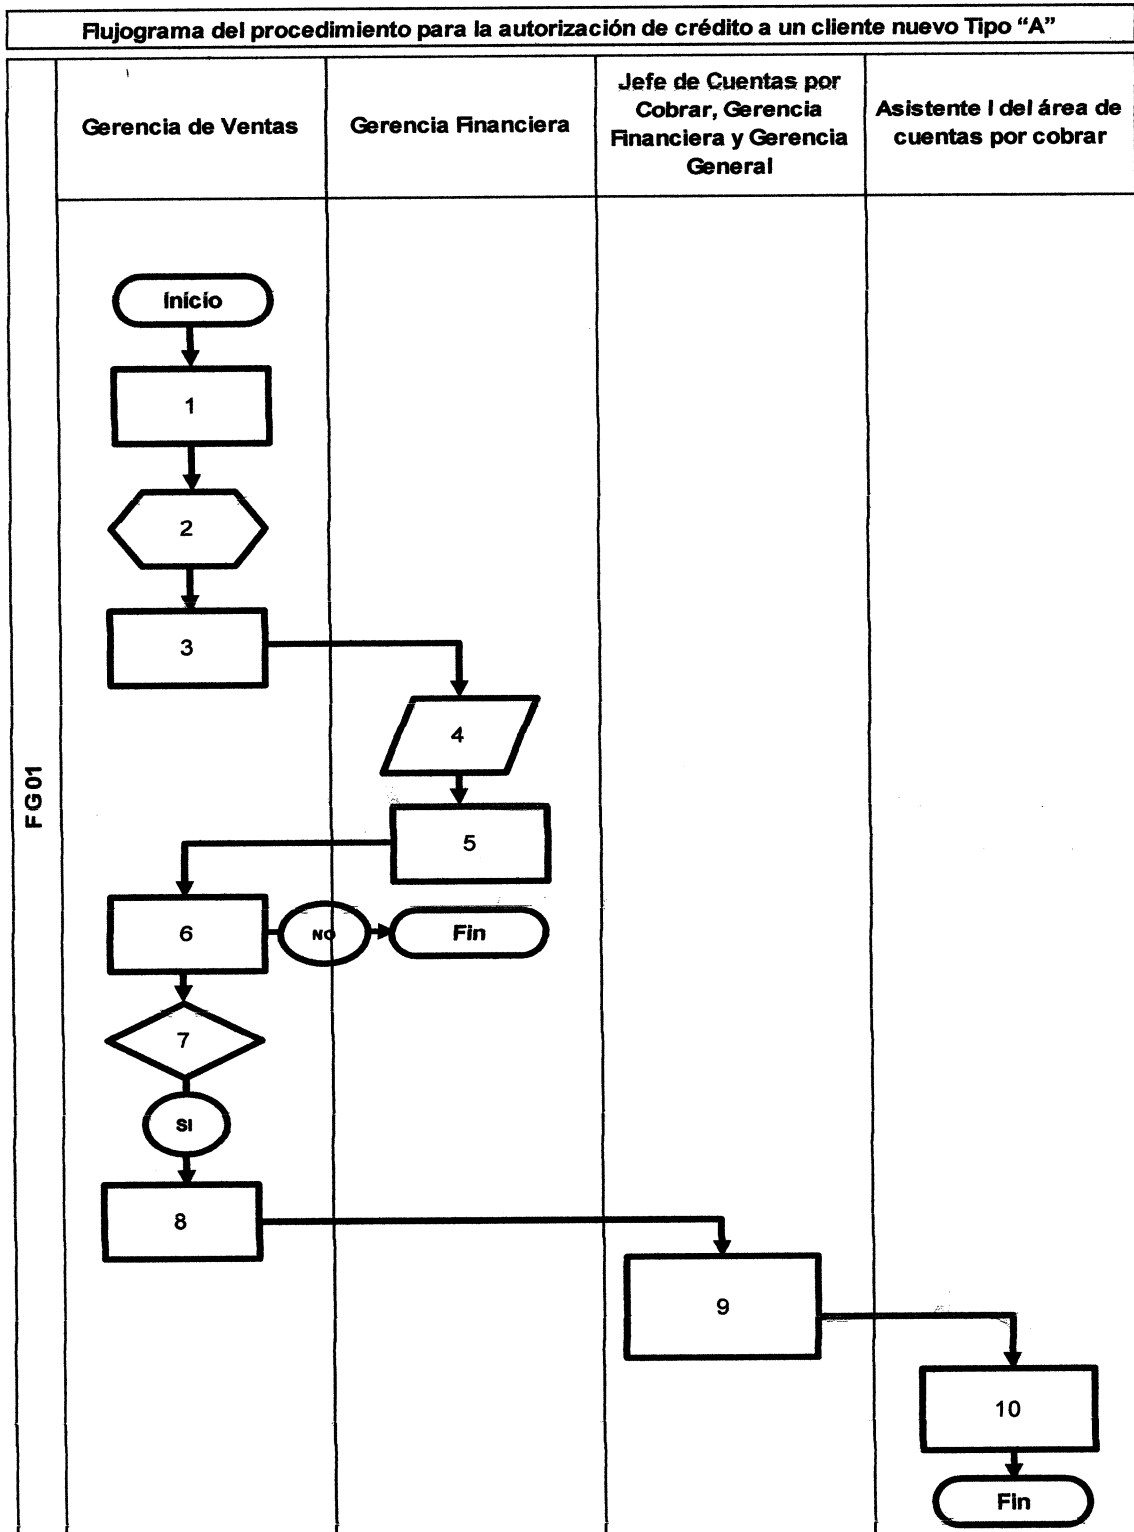 Flujograma del procedimiento para la autorización de crédito a un cliente nuevo Tipo “A”
Gerencia de Ventas
Gerencia Financiera
Jefe de Cuentas por
Cobrar, Gerencia
Financiera y Gerencia
General
Asistente I del área de
cuentas por cobrar
FG01
Inicio
1
2
3
4
5
6
NO
Fin
7
SI
8
9
10
Fin